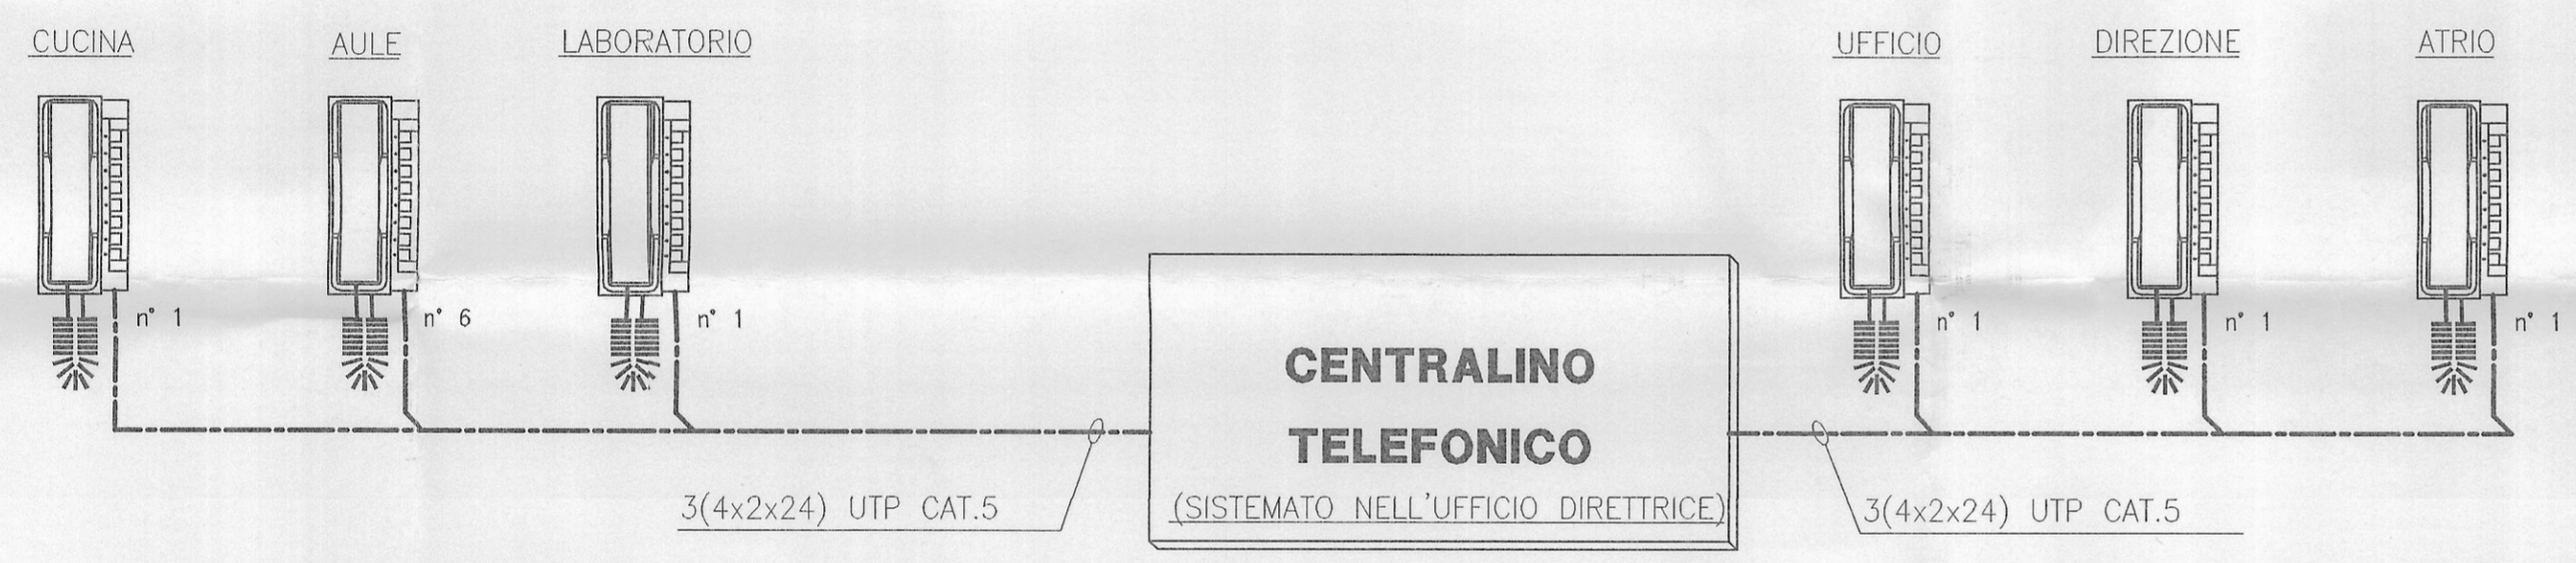 CUCINA
AULE
LABORATORIO
UFFICIO
DIREZIONE
ATRIO
n° 1
n° 6
n° 1
n° 1
n° 1
n° 1
CENTRALINO
TELEFONICO
(SISTEMATO NELL'UFFICIO DIRETTRICE)
3(4x2x24) UTP CAT.5
3(4x2x24) UTP CAT.5